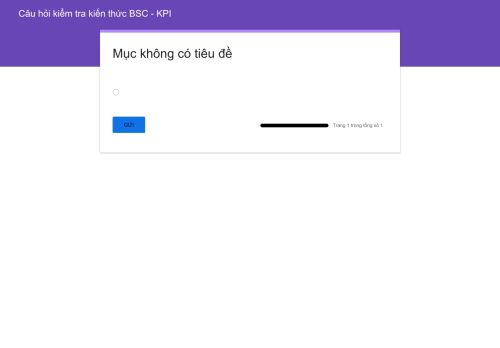 Câu hỏi kiểm tra kiến thức BSC - KPI
Mục không có tiêu đề
GỬI
Trang 1 trong tổng số 1